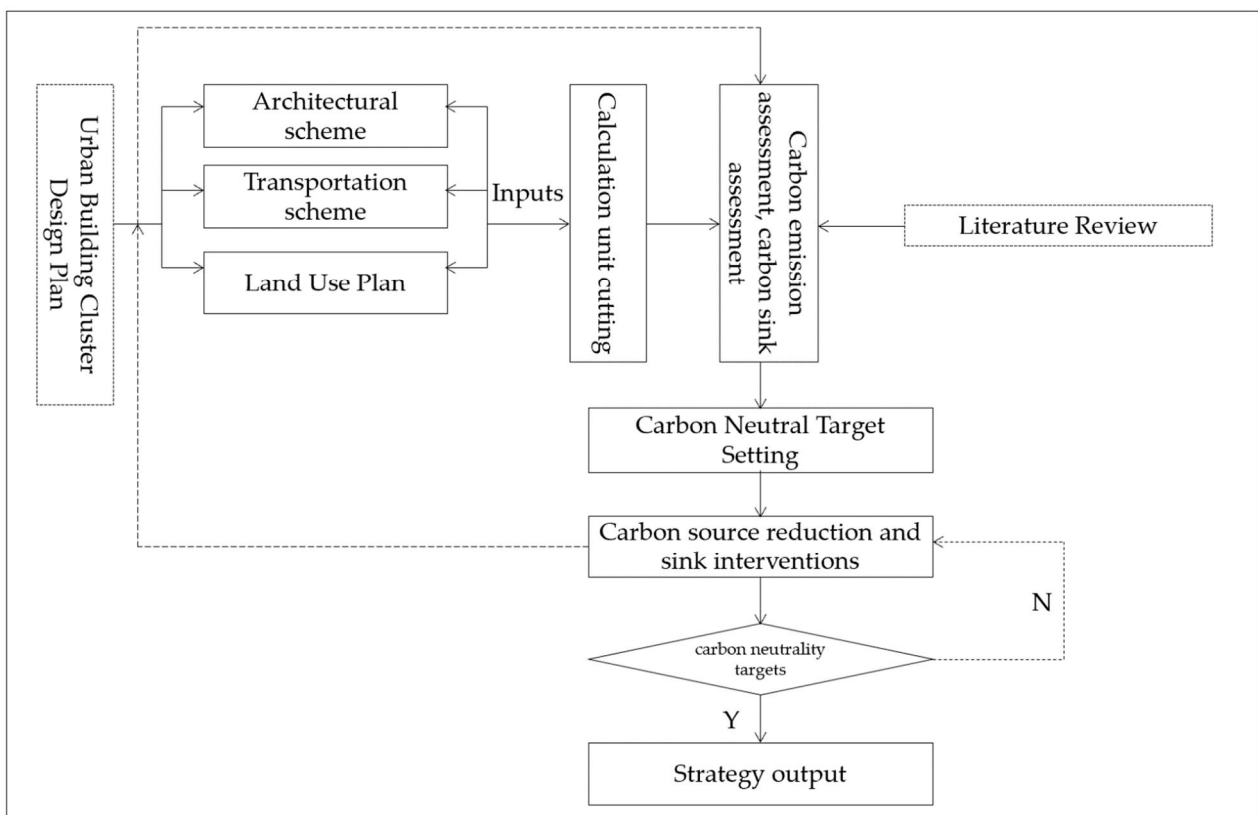 Urban Building Cluster
Design Plan
Architectural
scheme
Transportation
scheme
Land Use Plan
Inputs
Calculation unit cutting
Carbon emission
assessment, carbon sink
assessment
Literature Review
Carbon Neutral Target
Setting
Carbon source reduction and
sink interventions
N
carbon neutrality
targets
Y
Strategy output